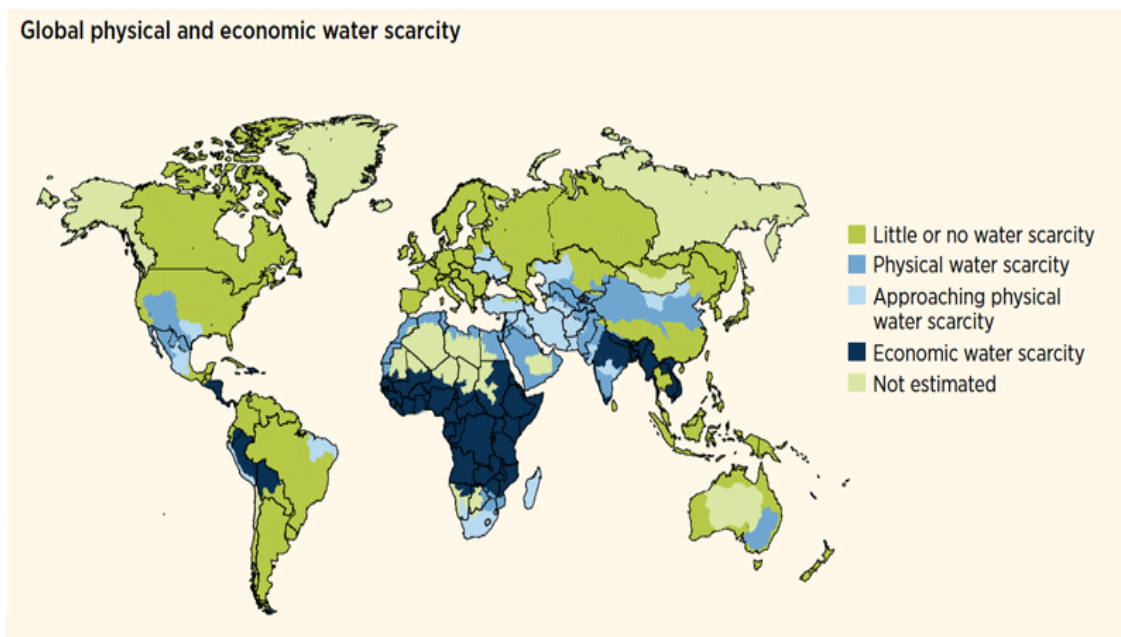 Global physical and economic water scarcity
Little or no water scarcity
Physical water scarcity
Approaching physical
water scarcity
Economic water scarcity
Not estimated